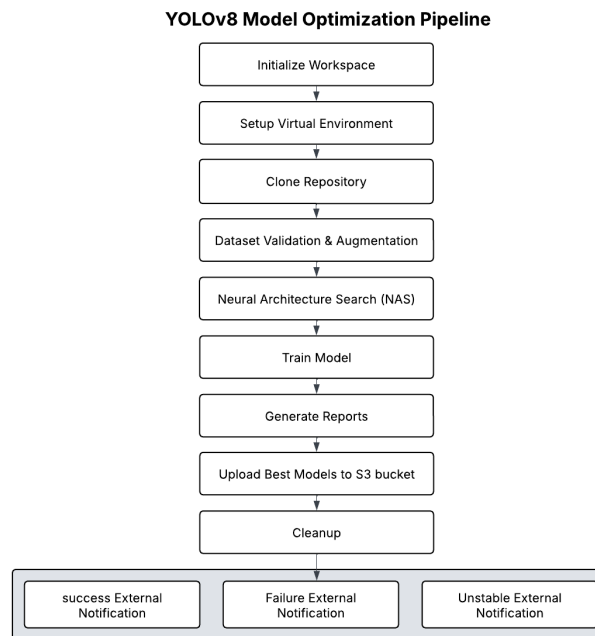 YOLOv8 Model Optimization Pipeline
Initialize Workspace
Setup Virtual Environment
Clone Repository
Dataset Validation & Augmentation
Neural Architecture Search (NAS)
Train Model
Generate Reports
Upload Best Models to S3 bucket
Cleanup
success External
Notification
Failure External
Notification
Unstable External
Notification